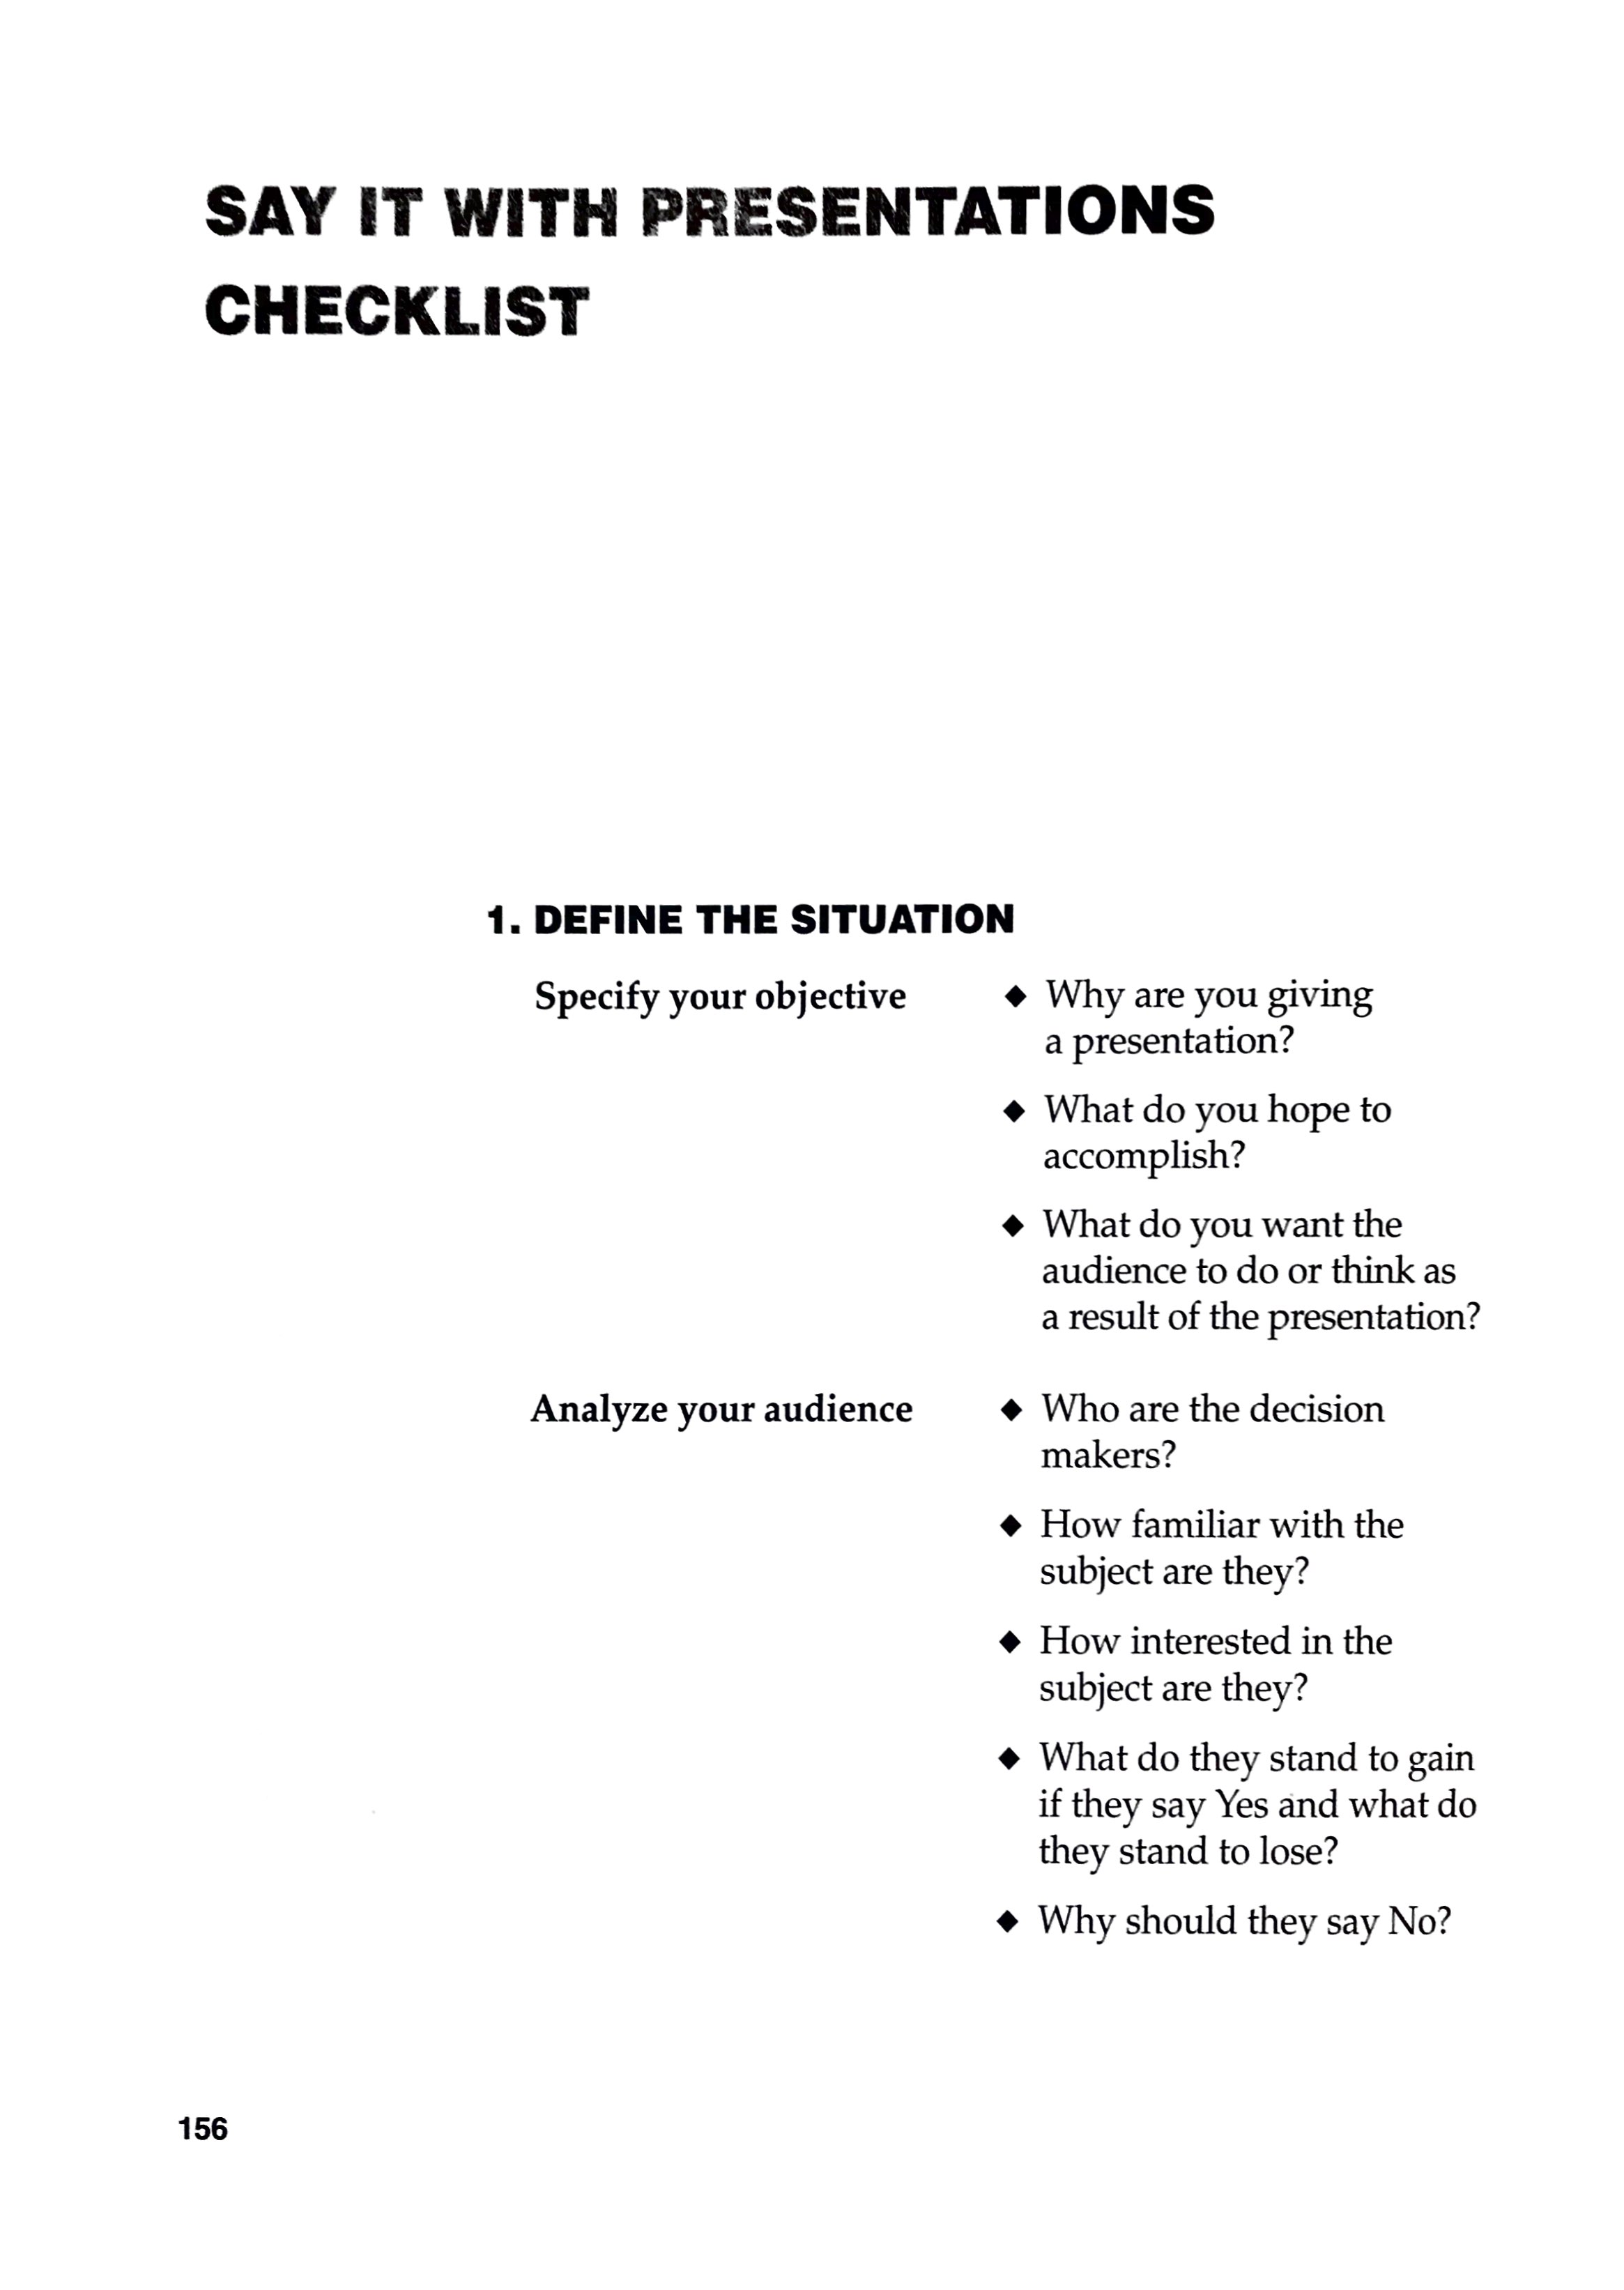 SAY IT WITH PRESENTATIONS
CHECKLIST
1. DEFINE THE SITUATION
Specify your objective
◆ Why are you giving
a presentation?
◆ What do you hope to
accomplish?
◆ What do you want the
audience to do or think as
a result of the presentation?
Analyze your audience
◆ Who are the decision
makers?
◆ How familiar with the
subject are they?
◆ How interested in the
subject are they?
◆ What do they stand to gain
if they say Yes and what do
they stand to lose?
◆ Why should they say No?
156